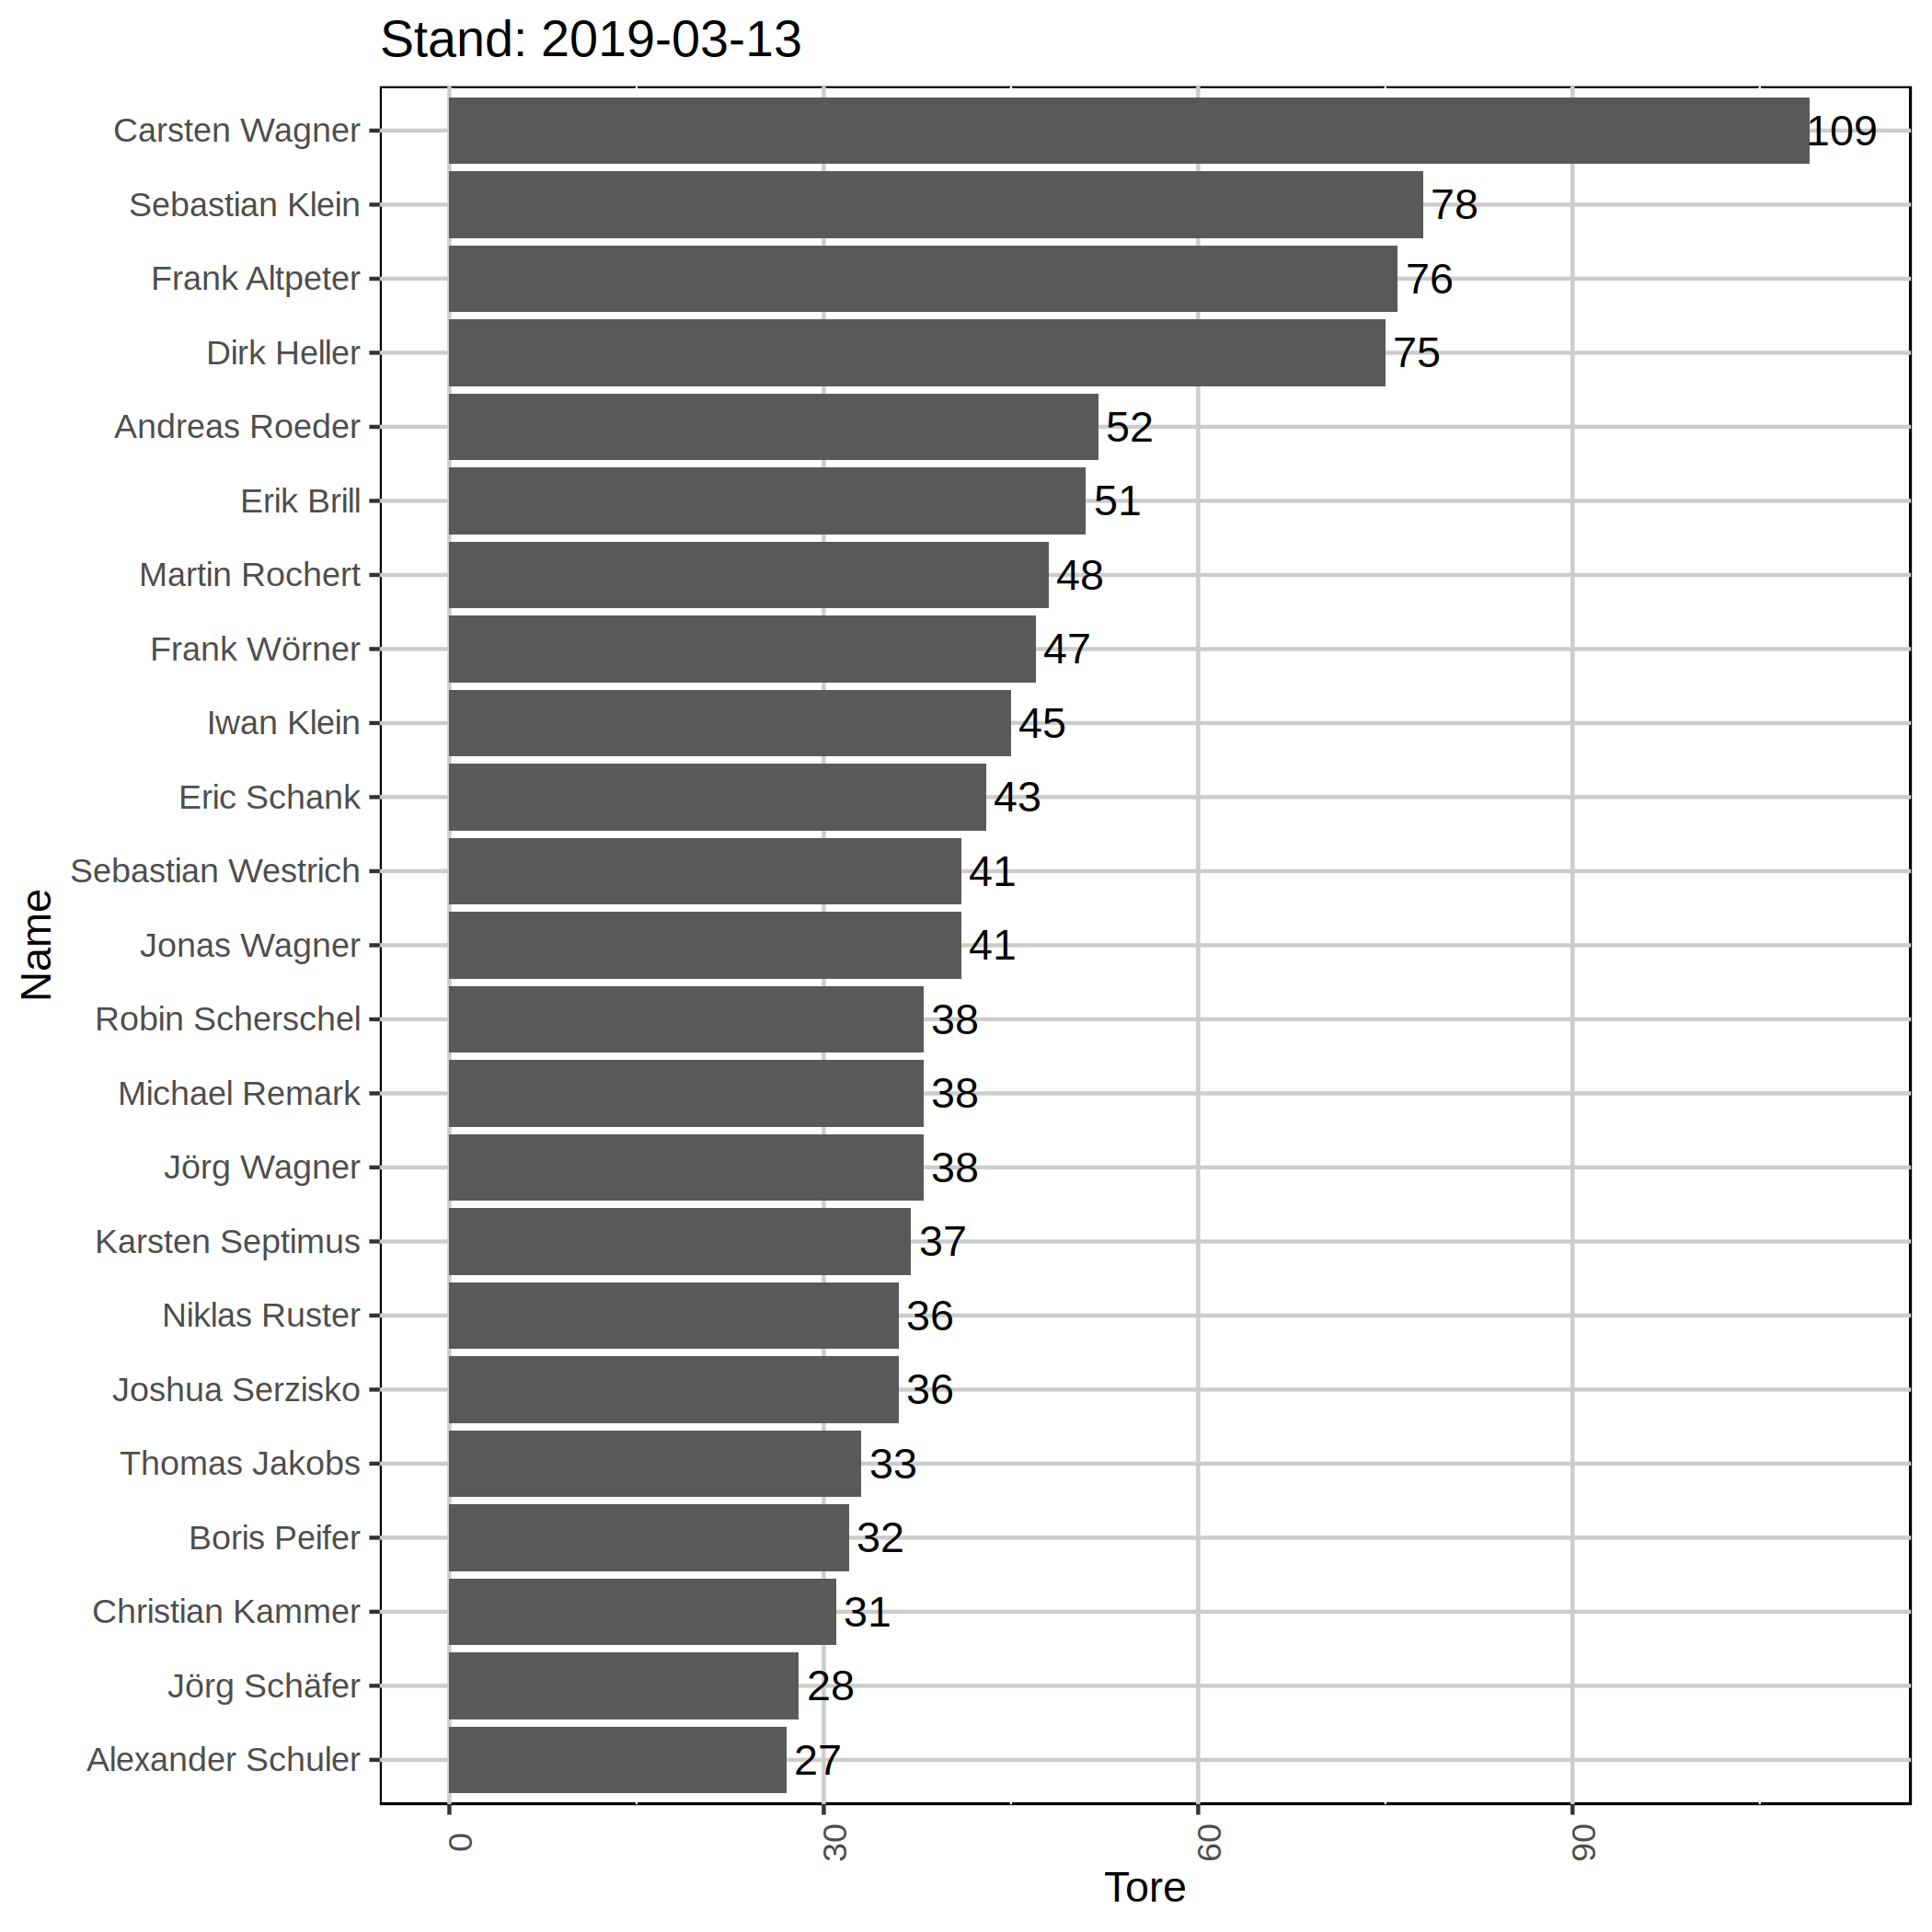 Stand: 2019-03-13
Carsten Wagner 109
Sebastian Klein 78
Frank Altpeter 76
Dirk Heller 75
Andreas Roeder 52
Erik Brill 51
Martin Rochert 48
Frank Wörner 47
Iwan Klein 45
Eric Schank 43
Sebastian Westrich 41
Jonas Wagner 41
Robin Scherschel 38
Michael Remark 38
Jörg Wagner 38
Karsten Septimus 37
Niklas Ruster 36
Joshua Serzisko 36
Thomas Jakobs 33
Boris Peifer 32
Christian Kammer 31
Jörg Schäfer 28
Alexander Schuler 27
Name
0 30 60 90
Tore